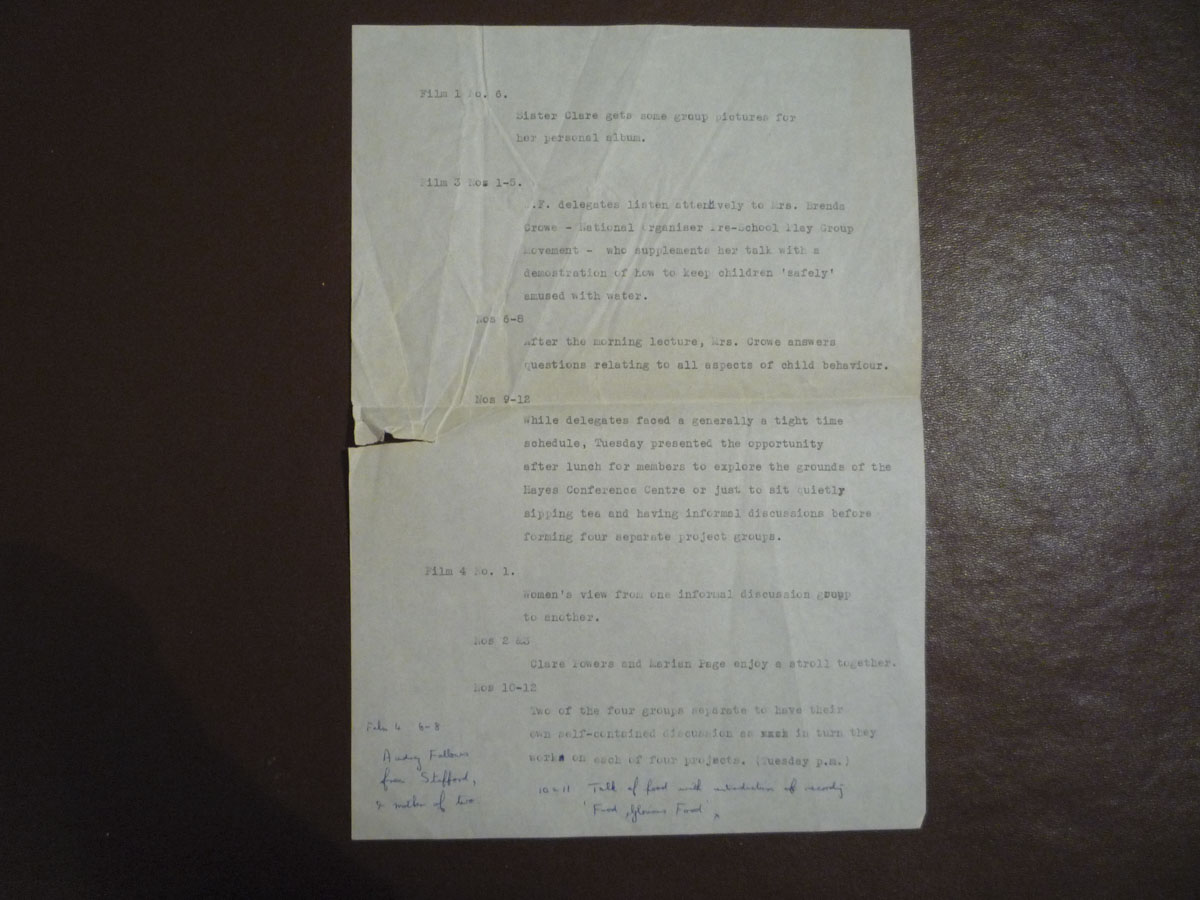 Film 1 No. 6.
Sister Clare gets some group pictures for
her personal album.
Film 3 Nos 1-5.
.F. delegates listen attentively to Mrs. Brenda
Crowe - National Organiser Pre-School Play Group
Movement - who supplements her talk with a
demostration of how to keep children 'safely'
amused with water.
Nos 6-8
After the morning lecture, Mrs. Crowe answers
questions relating to all aspects of child behaviour.
Nos 9-12
While delegates faced a generally a tight time
schedule, Tuesday presented the opportunity
after lunch for members to explore the grounds of the
Hayes Conference Centre or just to sit quietly
sipping tea and having informal discussions before
forming four separate project groups.
Film 4 No. 1.
Women's view from one informal discussion group
to another.
Nos 2 &3
Clare Powers and Marian Page enjoy a stroll together.
Nos 10-12
Two of the four groups separate to have their
own self-contained discussion as in turn they
work on each of four projects. (Tuesday p.m.)
Film 4 6-8
Audrey Fellows
from Stafford,
mother of two
10 11 Talk of food with introduction of
'Food, Glorious Food'